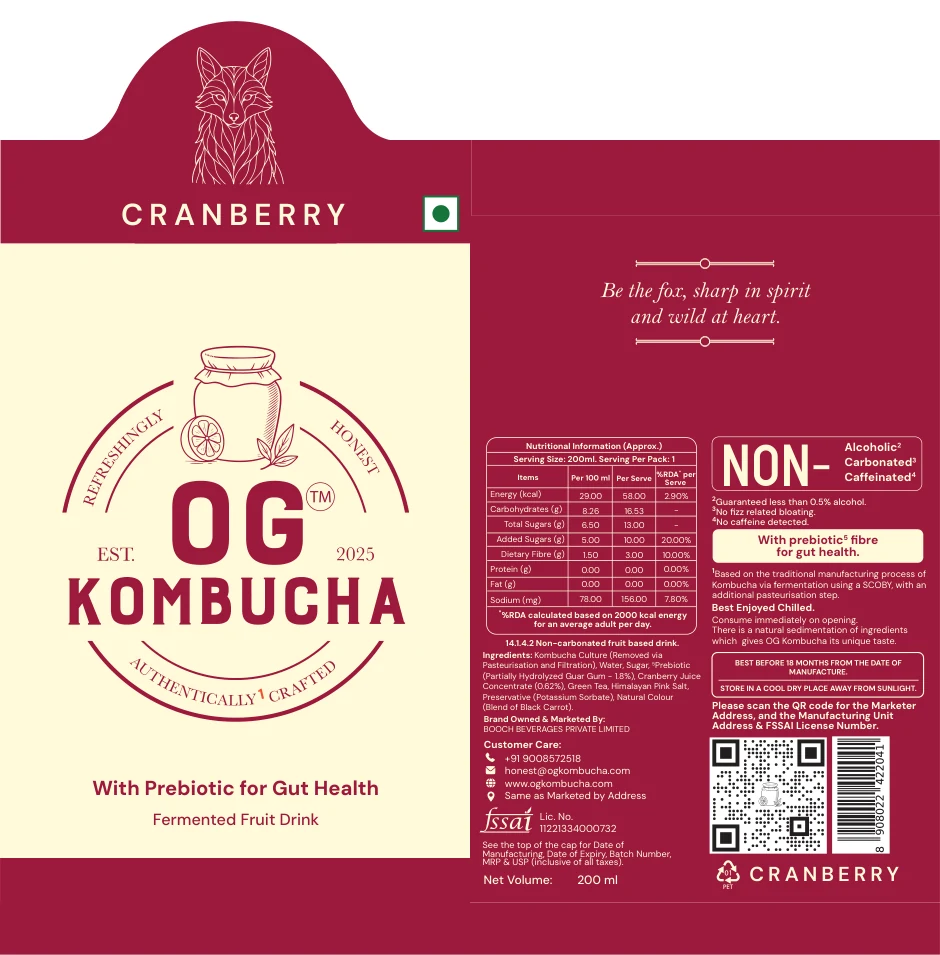 CRANBERRY
REFRESHINGLY
HONEST
OG TM
EST.
2025
KOMBUCHA
AUTHENTICALLY¹ CRAFTED
With Prebiotic for Gut Health
Fermented Fruit Drink
Be the fox, sharp in spirit
and wild at heart.
Nutritional Information (Approx.)
Serving Size: 200ml. Serving Per Pack: 1
Items Per 100 ml Per Serve %RDA* per Serve
Energy (kcal) 29.00 58.00 2.90%
Carbohydrates (g) 8.26 16.53 -
Total Sugars (g) 6.50 13.00 -
Added Sugars (g) 5.00 10.00 20.00%
Dietary Fibre (g) 1.50 3.00 10.00%
Protein (g) 0.00 0.00 0.00%
Fat (g) 0.00 0.00 0.00%
Sodium (mg) 78.00 156.00 7.80%
*%RDA calculated based on 2000 kcal energy
for an average adult per day.
14.1.4.2 Non-carbonated fruit based drink.
Ingredients: Kombucha Culture (Removed via
Pasteurisation and Filtration), Water, Sugar, ⁵Prebiotic
(Partially Hydrolyzed Guar Gum - 1.8%), Cranberry Juice
Concentrate (0.62%), Green Tea, Himalayan Pink Salt,
Preservative (Potassium Sorbate), Natural Colour
(Blend of Black Carrot).
Brand Owned & Marketed By:
BOOCH BEVERAGES PRIVATE LIMITED
Customer Care:
+91 9008572518
honest@ogkombucha.com
www.ogkombucha.com
Same as Marketed by Address
fssai Lic. No.
11221334000732
See the top of the cap for Date of
Manufacturing, Date of Expiry, Batch Number,
MRP & USP (inclusive of all taxes).
Net Volume: 200 ml
NON-
Alcoholic²
Carbonated³
Caffeinated⁴
²Guaranteed less than 0.5% alcohol.
³No fizz related bloating.
⁴No caffeine detected.
With prebiotic⁵ fibre
for gut health.
¹Based on the traditional manufacturing process of
Kombucha via fermentation using a SCOBY, with an
additional pasteurisation step.
Best Enjoyed Chilled.
Consume immediately on opening.
There is a natural sedimentation of ingredients
which gives OG Kombucha its unique taste.
BEST BEFORE 18 MONTHS FROM THE DATE OF
MANUFACTURE.
STORE IN A COOL DRY PLACE AWAY FROM SUNLIGHT.
Please scan the QR code for the Marketer
Address, and the Manufacturing Unit
Address & FSSAI License Number.
8 908022 422041
01
PET
CRANBERRY